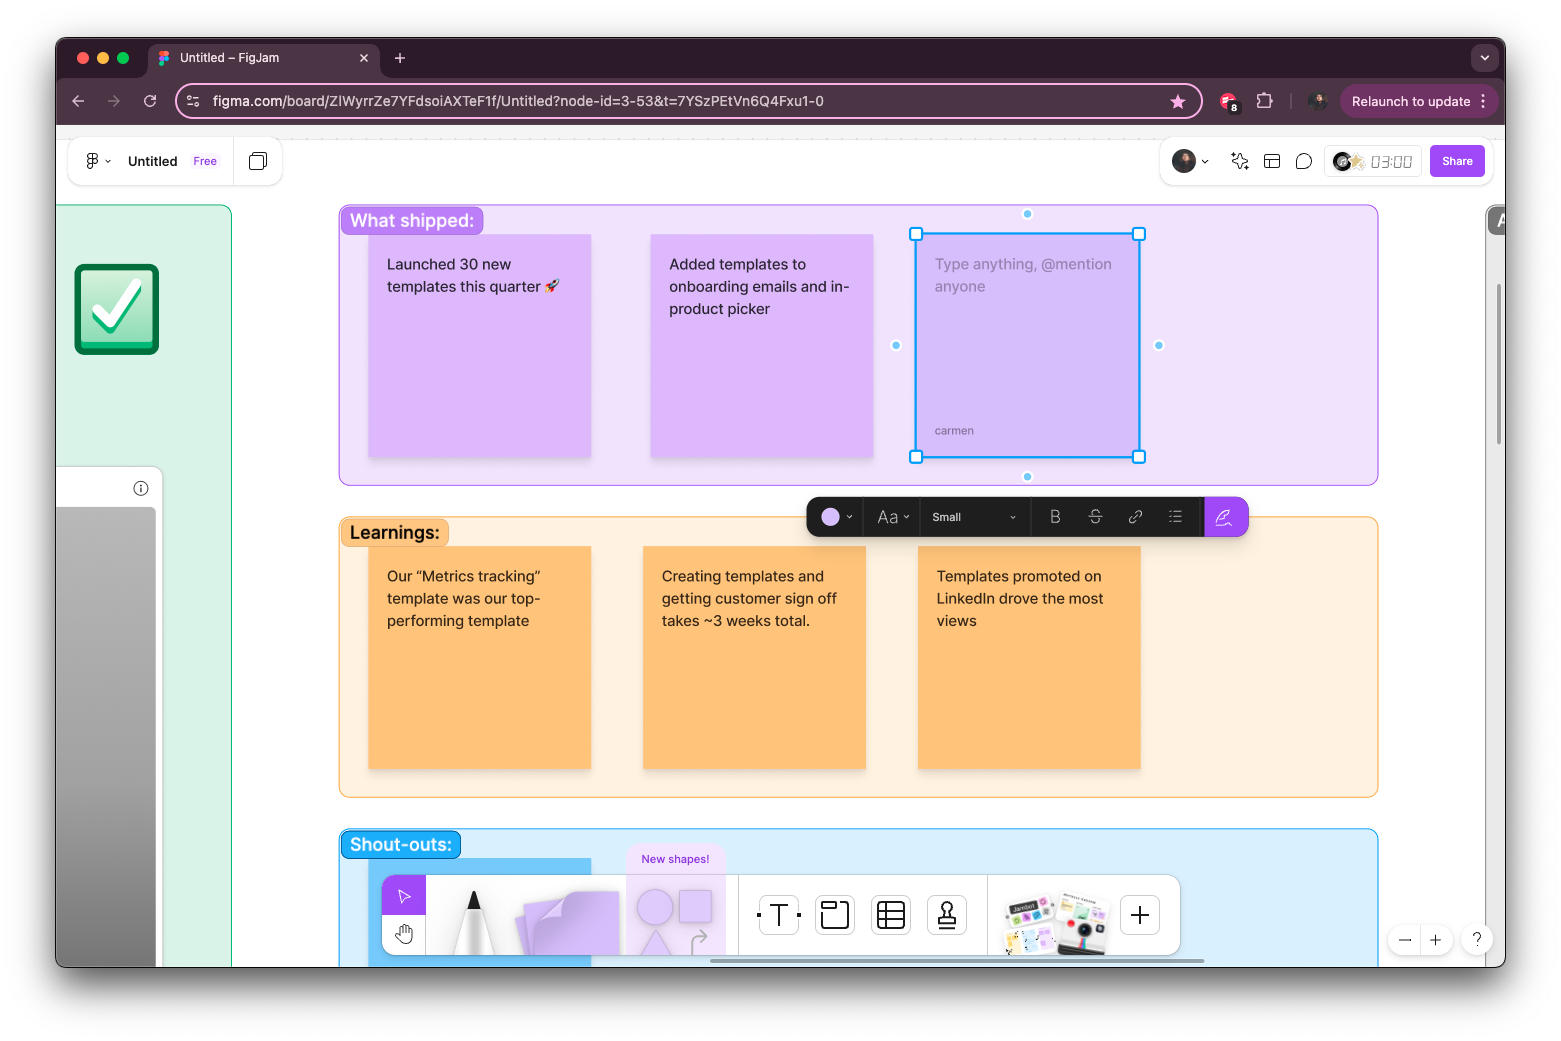 Untitled – FigJam
figma.com/board/ZlWyrrZe7YFdsoiAXTeF1f/Untitled?node-id=3-53&t=7YSzPEtVn6Q4Fxu1-0
8
Relaunch to update
Untitled
Free
03:00
Share
What shipped:
A
Launched 30 new
templates this quarter 🚀
Added templates to
onboarding emails and in-
product picker
Type anything, @mention
anyone
carmen
Aa
Small
B
S
Learnings:
Our “Metrics tracking”
template was our top-
performing template
Creating templates and
getting customer sign off
takes ~3 weeks total.
Templates promoted on
LinkedIn drove the most
views
Shout-outs:
New shapes!
T
Jambot
?